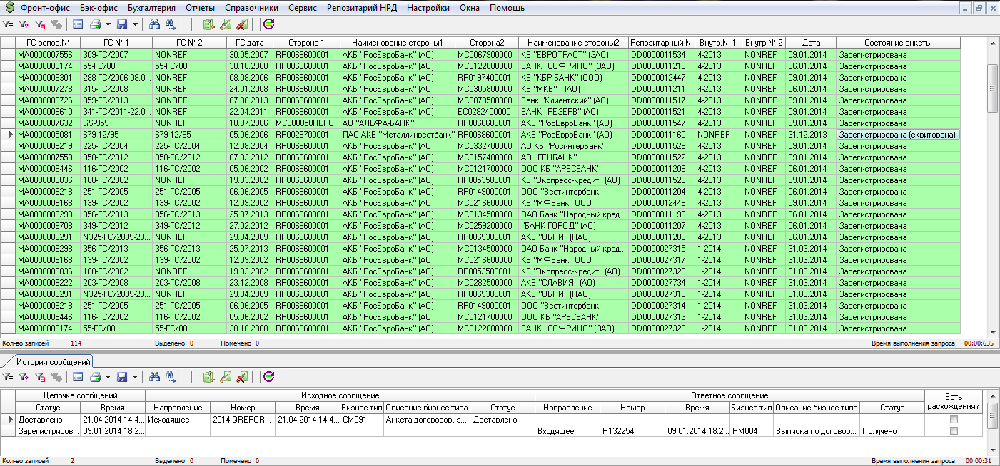 Фронт-офис Бэк-офис Бухгалтерия Отчеты Справочники Сервис Репозитарий НРД Настройки Окна Помощь
ГС репоз.№ ГС № 1 ГС № 2 ГС дата Сторона 1 Наименование стороны1 Сторона2 Наименование стороны2 Репозитарный № Внутр.№ 1 Внутр.№ 2 Дата Состояние анкеты
MA0000007556 309-ГС/2007 NONREF 30.05.2007 RP0068600001 АКБ "РосЕвроБанк" (АО) MC0067900000 КБ "ЕВРОТРАСТ" (ЗАО) DD0000011534 4-2013 NONREF 09.01.2014 Зарегистрирована
MA0000009174 55-ГС/00 55-ГС/00 30.10.2000 RP0068600001 АКБ "РосЕвроБанк" (АО) MC0122000000 БАНК "СОФРИНО" (ЗАО) DD0000011210 4-2013 NONREF 06.01.2014 Зарегистрирована
MA0000006301 288-ГС/2006-08.0... NONREF 08.08.2006 RP0068600001 АКБ "РосЕвроБанк" (АО) RP0197400001 КБ "КБР БАНК" (ООО) DD0000012447 4-2013 NONREF 09.01.2014 Зарегистрирована
MA0000007278 315-ГС/2008 NONREF 24.01.2008 RP0068600001 АКБ "РосЕвроБанк" (АО) MC0305800000 КБ "МКБ" (ПАО) DD0000011211 4-2013 NONREF 06.01.2014 Зарегистрирована
MA0000006726 359-ГС/2013 NONREF 07.06.2013 RP0068600001 АКБ "РосЕвроБанк" (АО) MC0078500000 Банк "Клиентский" (АО) DD0000011517 4-2013 NONREF 09.01.2014 Зарегистрирована
MA0000006610 341-ГС/2011-22.0... NONREF 22.04.2011 RP0068600001 АКБ "РосЕвроБанк" (АО) EC0282400000 БАНК "РЕЗЕРВ" (АО) DD0000011521 4-2013 NONREF 09.01.2014 Зарегистрирована
MA0000007632 GS-959 NONREF 18.07.2006 MC000050REPO АО "АЛЬФА-БАНК" RP0068600001 АКБ "РосЕвроБанк" (АО) DD0000011547 4-2013 NONREF 09.01.2014 Зарегистрирована
MA0000005081 679-12/95 679-12/95 05.06.2006 RP0026700001 ПАО АКБ "Металлинвестбанк" RP0068600001 АКБ "РосЕвроБанк" (АО) DD0000011160 NONREF NONREF 31.12.2013 Зарегистрирована (сквитована)
MA0000009219 225-ГС/2004 225-ГС/2004 12.08.2004 RP0068600001 АКБ "РосЕвроБанк" (АО) MC0332700000 АО КБ "РосинтерБанк" DD0000011529 4-2013 NONREF 09.01.2014 Зарегистрирована
MA0000007558 350-ГС/2012 350-ГС/2012 07.03.2012 RP0068600001 АКБ "РосЕвроБанк" (АО) MC0157400000 АО "ГЕНБАНК" DD0000011522 4-2013 NONREF 09.01.2014 Зарегистрирована
MA0000009446 116-ГС/2002 116-ГС/2002 05.06.2002 RP0068600001 АКБ "РосЕвроБанк" (АО) MC0121700000 ООО КБ "АРЕСБАНК" DD0000011208 4-2013 NONREF 06.01.2014 Зарегистрирована
MA0000008036 108-ГС/2002 NONREF 19.03.2002 RP0068600001 АКБ "РосЕвроБанк" (АО) RP0053500001 КБ "Экспресс-кредит" (АО) DD0000011528 4-2013 NONREF 09.01.2014 Зарегистрирована
MA0000009218 251-ГС/2005 251-ГС/2005 06.06.2005 RP0068600001 АКБ "РосЕвроБанк" (АО) RP0149000001 ООО "Вестинтербанк" DD0000011204 4-2013 NONREF 06.01.2014 Зарегистрирована
MA0000009168 139-ГС/2002 139-ГС/2002 12.09.2002 RP0068600001 АКБ "РосЕвроБанк" (АО) MC0216600000 КБ "МФБанк" ООО DD0000012449 4-2013 NONREF 09.01.2014 Зарегистрирована
MA0000009298 356-ГС/2013 356-ГС/2013 25.07.2013 RP0068600001 АКБ "РосЕвроБанк" (АО) MC0134500000 ОАО Банк "Народный кред... DD0000011199 4-2013 NONREF 06.01.2014 Зарегистрирована
MA0000008708 349-ГС/2012 349-ГС/2012 27.02.2012 RP0068600001 АКБ "РосЕвроБанк" (АО) MC0259200000 "БАНК ГОРОД" (АО) DD0000011207 4-2013 NONREF 06.01.2014 Зарегистрирована
MA0000006291 N325-ГС/2009-29... NONREF 29.04.2009 RP0068600001 АКБ "РосЕвроБанк" (АО) RP0069300001 АКБ "ОБПИ" (ПАО) DD0000011209 4-2013 NONREF 06.01.2014 Зарегистрирована
MA0000009298 356-ГС/2013 356-ГС/2013 25.07.2013 RP0068600001 АКБ "РосЕвроБанк" (АО) MC0134500000 ОАО Банк "Народный кред... DD0000027315 1-2014 NONREF 31.03.2014 Зарегистрирована
MA0000009168 139-ГС/2002 139-ГС/2002 12.09.2002 RP0068600001 АКБ "РосЕвроБанк" (АО) MC0216600000 КБ "МФБанк" ООО DD0000027317 1-2014 NONREF 31.03.2014 Зарегистрирована
MA0000008036 108-ГС/2002 NONREF 19.03.2002 RP0068600001 АКБ "РосЕвроБанк" (АО) RP0053500001 КБ "Экспресс-кредит" (АО) DD0000027320 1-2014 NONREF 31.03.2014 Зарегистрирована
MA0000009222 203-ГС/2008 203-ГС/2008 23.12.2008 RP0068600001 АКБ "РосЕвроБанк" (АО) MC0282500000 АКБ "СЛАВИЯ" (АО) DD0000027734 1-2014 NONREF 31.03.2014 Зарегистрирована
MA0000006291 N325-ГС/2009-29... NONREF 29.04.2009 RP0068600001 АКБ "РосЕвроБанк" (АО) RP0069300001 АКБ "ОБПИ" (ПАО) DD0000027310 1-2014 NONREF 31.03.2014 Зарегистрирована
MA0000009218 251-ГС/2005 251-ГС/2005 06.06.2005 RP0068600001 АКБ "РосЕвроБанк" (АО) RP0149000001 ООО "Вестинтербанк" DD0000027314 1-2014 NONREF 31.03.2014 Зарегистрирована
MA0000009446 116-ГС/2002 116-ГС/2002 05.06.2002 RP0068600001 АКБ "РосЕвроБанк" (АО) MC0121700000 ООО КБ "АРЕСБАНК" DD0000027313 1-2014 NONREF 31.03.2014 Зарегистрирована
MA0000009174 55-ГС/00 55-ГС/00 30.10.2000 RP0068600001 АКБ "РосЕвроБанк" (АО) MC0122000000 БАНК "СОФРИНО" (ЗАО) DD0000027323 1-2014 NONREF 31.03.2014 Зарегистрирована
Кол-во записей 114 Выделено 0 Помечено 0 Время выполнения запроса 00:00:635
История сообщений
Цепочка сообщений Исходное сообщение Ответное сообщение Есть расхождения?
Статус Время Направление Номер Время Бизнес-тип Описание бизнес-типа Статус Направление Номер Время Бизнес-тип Описание бизнес-типа Статус
Доставлено 21.04.2014 14:4... Исходящее 2014-QREPOR... 21.04.2014 14:4... CM091 Анкета договоров, з... Доставлено
Зарегистриров... 09.01.2014 18:2... Входящее R132254 09.01.2014 18:2... RM004 Выписка по договор... Получено
Кол-во записей 2 Выделено 0 Помечено 0 Время выполнения запроса 00:00:31